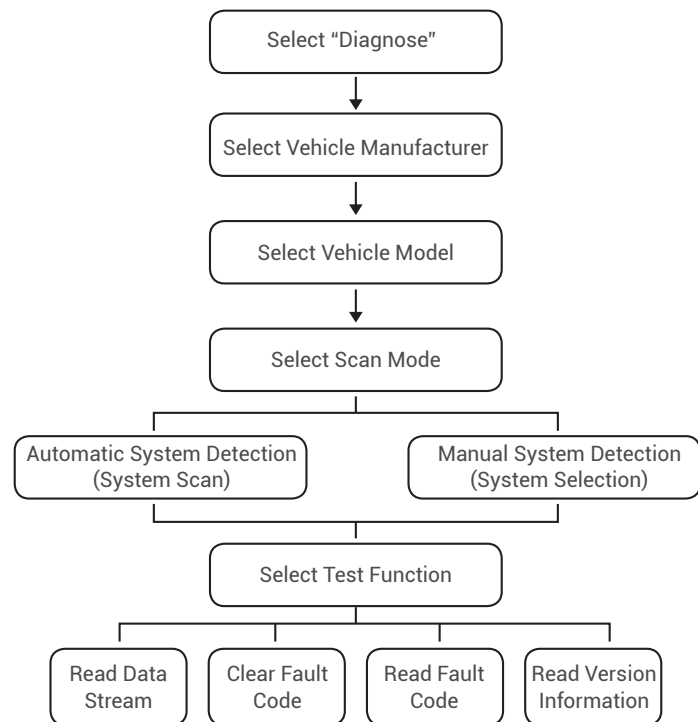 Select “Diagnose”
Select Vehicle Manufacturer
Select Vehicle Model
Select Scan Mode
Automatic System Detection
(System Scan)
Manual System Detection
(System Selection)
Select Test Function
Read Data
Stream
Clear Fault
Code
Read Fault
Code
Read Version
Information